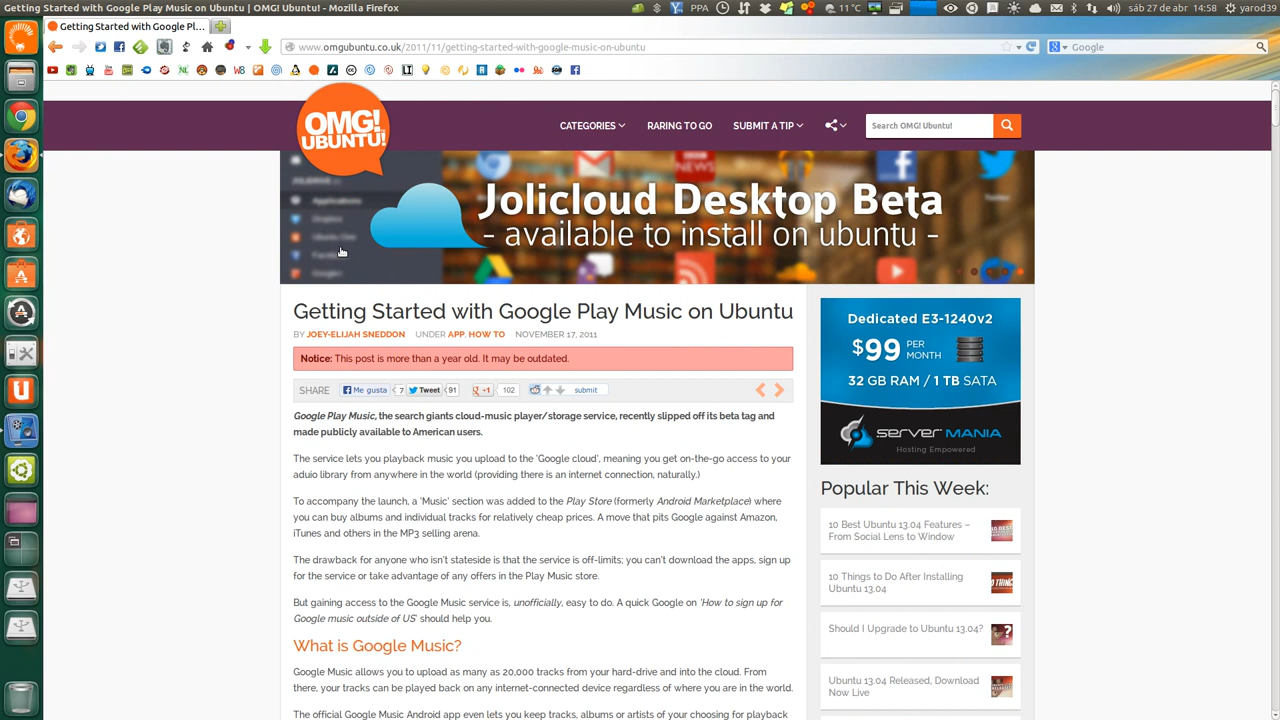 Getting Started with Google Play Music on Ubuntu | OMG! Ubuntu! - Mozilla Firefox
PPA
11°C
sáb 27 de abr
14:58
yarod39
Getting Started with Google Pl...
www.omgubuntu.co.uk/2011/11/getting-started-with-google-music-on-ubuntu
Google
OMG!
UBUNTU!
CATEGORIES
RARING TO GO
SUBMIT A TIP
Search OMG! Ubuntu!
Applications
Dropbox
Ubuntu One
Google+
BBC
NEWS
Jolicloud Desktop Beta
- available to install on ubuntu -
Getting Started with Google Play Music on Ubuntu
BY JOEY-ELIJAH SNEDDON UNDER APP, HOW TO NOVEMBER 17, 2011
Notice: This post is more than a year old. It may be outdated.
SHARE
Me gusta
7
Tweet
91
+1
102
submit
Google Play Music, the search giants cloud-music player/storage service, recently slipped off its beta tag and
made publicly available to American users.
The service lets you playback music you upload to the 'Google cloud', meaning you get on-the-go access to your
aduio library from anywhere in the world (providing there is an internet connection, naturally.)
To accompany the launch, a 'Music' section was added to the Play Store (formerly Android Marketplace) where
you can buy albums and individual tracks for relatively cheap prices. A move that pits Google against Amazon,
iTunes and others in the MP3 selling arena.
The drawback for anyone who isn't stateside is that the service is off-limits; you can't download the apps, sign up
for the service or take advantage of any offers in the Play Music store.
But gaining access to the Google Music service is, unofficially, easy to do. A quick Google on 'How to sign up for
Google music outside of US' should help you.
What is Google Music?
Google Music allows you to upload as many as 20,000 tracks from your hard-drive and into the cloud. From
there, your tracks can be played back on any internet-connected device regardless of where you are in the world.
The official Google Music Android app even lets you keep tracks, albums or artists of your choosing for playback
Dedicated E3-1240v2
$99 PER
MONTH
32 GB RAM / 1 TB SATA
SERVER MANIA
Hosting Empowered
Popular This Week:
10 Best Ubuntu 13.04 Features –
From Social Lens to Window
10 Things to Do After Installing
Ubuntu 13.04
Should I Upgrade to Ubuntu 13.04?
Ubuntu 13.04 Released, Download
Now Live